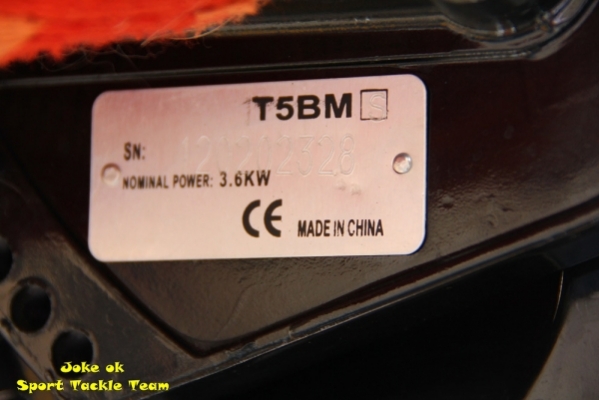 T5BM S
SN:
NOMINAL POWER: 3.6KW
CE MADE IN CHINA
Joke ok
Sport Tackle Team